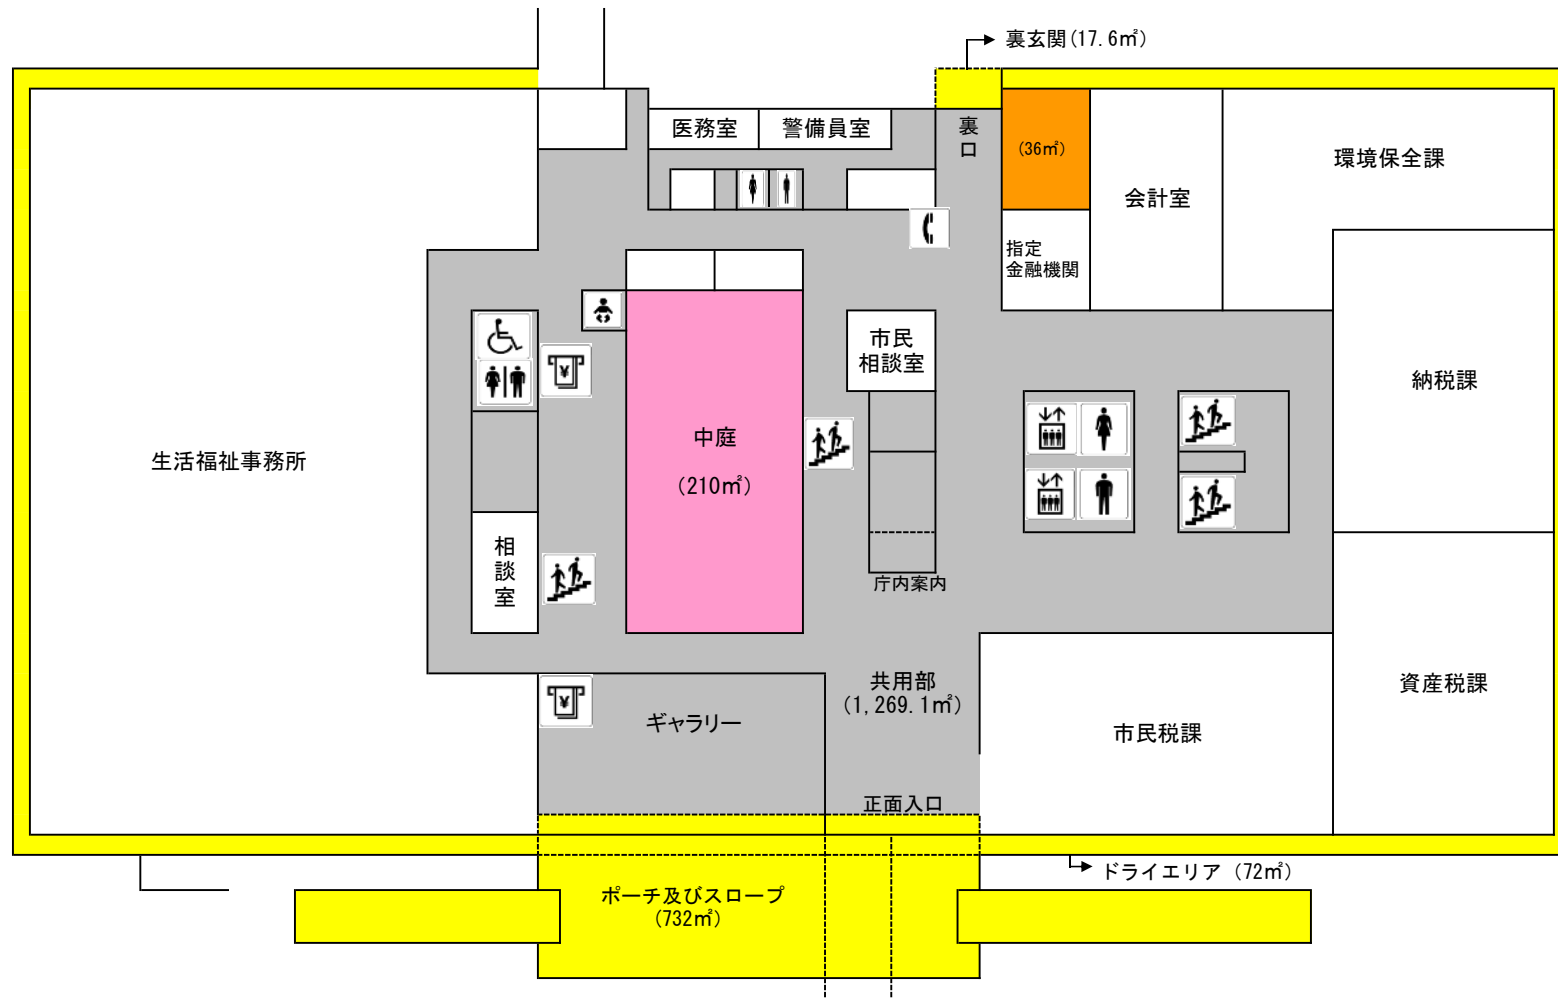 裏玄関(17.6㎡)
医務室
警備員室
裏口
(36㎡)
環境保全課
会計室
指定
金融機関
市民
相談室
納税課
¥
中庭
(210㎡)
生活福祉事務所
相談室
庁内案内
共用部
(1,269.1㎡)
資産税課
¥
ギャラリー
市民税課
正面入口
ドライエリア (72㎡)
ポーチ及びスロープ
(732㎡)